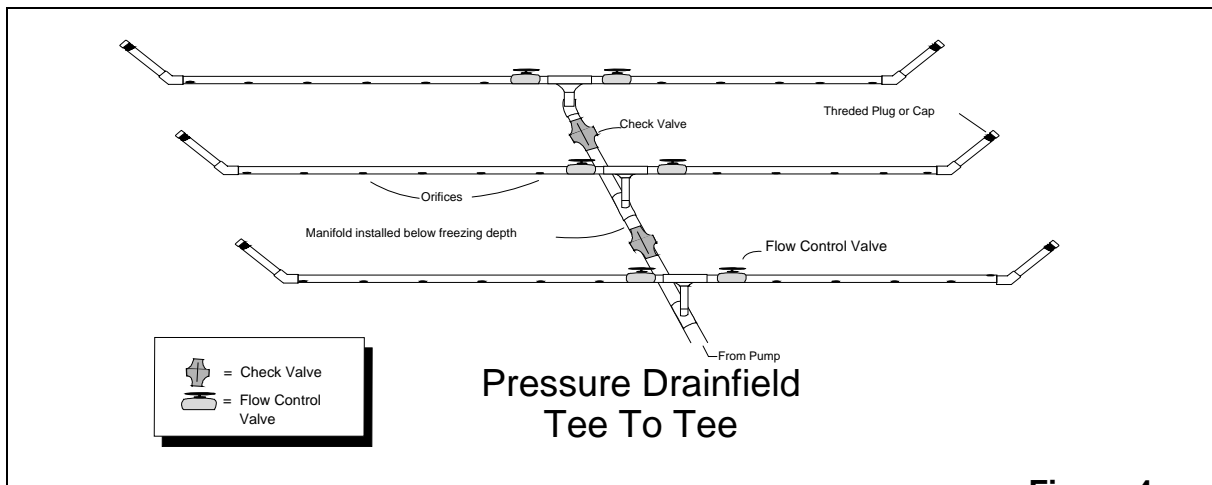 Check Valve
Threded Plug or Cap
Orifices
Manifold installed below freezing depth
Flow Control Valve
From Pump
= Check Valve
= Flow Control
Valve
Pressure Drainfield
Tee To Tee